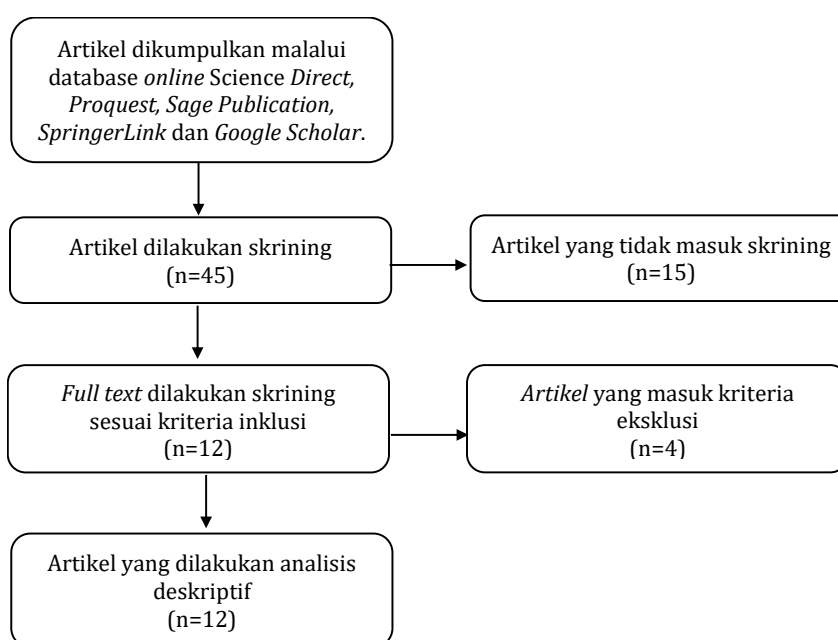 Artikel dikumpulkan malalui
database online Science Direct,
Proquest, Sage Publication,
SpringerLink dan Google Scholar.
Artikel dilakukan skrining
(n=45)
Artikel yang tidak masuk skrining
(n=15)
Full text dilakukan skrining
sesuai kriteria inklusi
(n=12)
Artikel yang masuk kriteria
eksklusi
(n=4)
Artikel yang dilakukan analisis
deskriptif
(n=12)